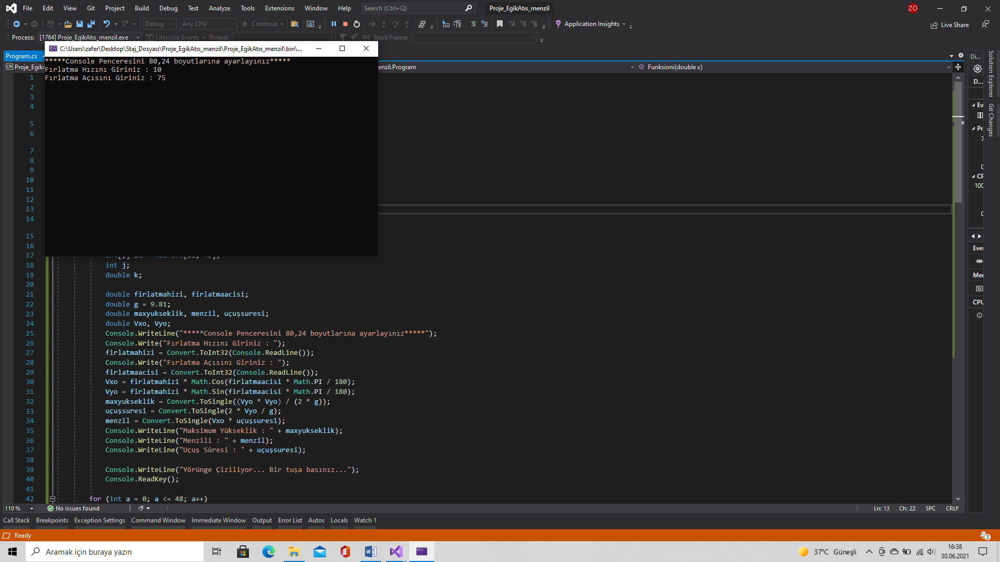 File Edit View Git Project Build Debug Test Analyze Tools Extensions Window Help Search (Ctrl+Q) Proje_EgikAtıs_menzil ZÖ
Debug Any CPU Continue Application Insights Live Share
Process: [1764] Proje_EgikAtıs_menzil.exe Lifecycle Events Thread: Stack Frame:
C:\Users\zafer\Desktop\Staj_Dosyası\Proje_EgikAtıs_menzil\Proje_EgikAtıs_menzil\bin\...
Program.cs
Di...
Solution Explorer
Git Changes
*****Console Penceresini 80,24 boyutlarına ayarlayınız*****
Fırlatma Hızını Giriniz : 10
Fırlatma Açısını Giriniz : 75
C# Proje_EgikA enzil.Program Funksioni(double x)
D...
Ev
Pr
7
0
CP
100
0
Ever
Mer
CPU
1
2
3
4
5
6
7
8
9
10
11
12
13
14
15
16
17
18 int j;
19 double k;
20
21 double firlatmahizi, firlatmaacisi;
22 double g = 9.81;
23 double maxyukseklik, menzil, uçuşsuresi;
24 double Vxo, Vyo;
25 Console.WriteLine("*****Console Penceresini 80,24 boyutlarına ayarlayınız*****");
26 Console.Write("Fırlatma Hızını Giriniz : ");
27 firlatmahizi = Convert.ToInt32(Console.ReadLine());
28 Console.Write("Fırlatma Açısını Giriniz : ");
29 firlatmaacisi = Convert.ToInt32(Console.ReadLine());
30 Vxo = firlatmahizi * Math.Cos(firlatmaacisi * Math.PI / 180);
31 Vyo = firlatmahizi * Math.Sin(firlatmaacisi * Math.PI / 180);
32 maxyukseklik = Convert.ToSingle((Vyo * Vyo) / (2 * g));
33 uçuşsuresi = Convert.ToSingle(2 * Vyo / g);
34 menzil = Convert.ToSingle(Vxo * uçuşsuresi);
35 Console.WriteLine("Maksimum Yükseklik : " + maxyukseklik);
36 Console.WriteLine("Menzili : " + menzil);
37 Console.WriteLine("Uçuş Süresi : " + uçuşsuresi);
38
39 Console.WriteLine("Yörünge Çiziliyor... Bir tuşa basınız...");
40 Console.ReadKey();
41
42 for (int a = 0; a <= 48; a++)
110 % No issues found Ln: 13 Ch: 22 SPC CRLF
Call Stack Breakpoints Exception Settings Command Window Immediate Window Output Error List Autos Locals Watch 1
Ready 3
Aramak için buraya yazın 37°C Güneşli 16:38
30.06.2021